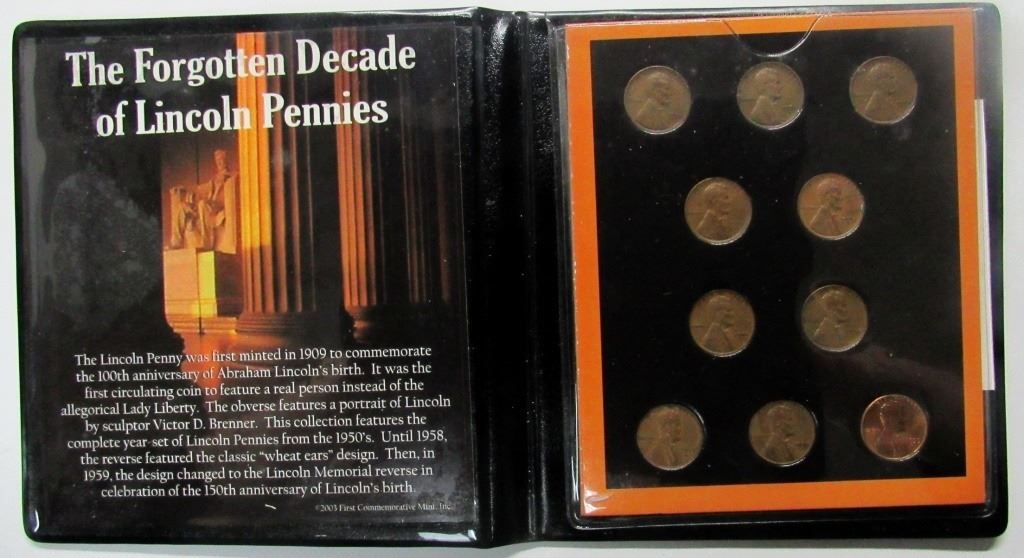 The Forgotten Decade
of Lincoln Pennies
The Lincoln Penny was first minted in 1909 to commemorate
the 100th anniversary of Abraham Lincoln's birth. It was the
first circulating coin to feature a real person instead of the
allegorical Lady Liberty. The obverse features a portrait of Lincoln
by sculptor Victor D. Brenner. This collection features the
complete year set of Lincoln Pennies from the 1950's. Until 1958,
the reverse featured the classic "wheat ears" design. Then, in
1959, the design changed to the Lincoln Memorial reverse in
celebration of the 150th anniversary of Lincoln's birth.
©2003 First Commemorative Mint, Inc.